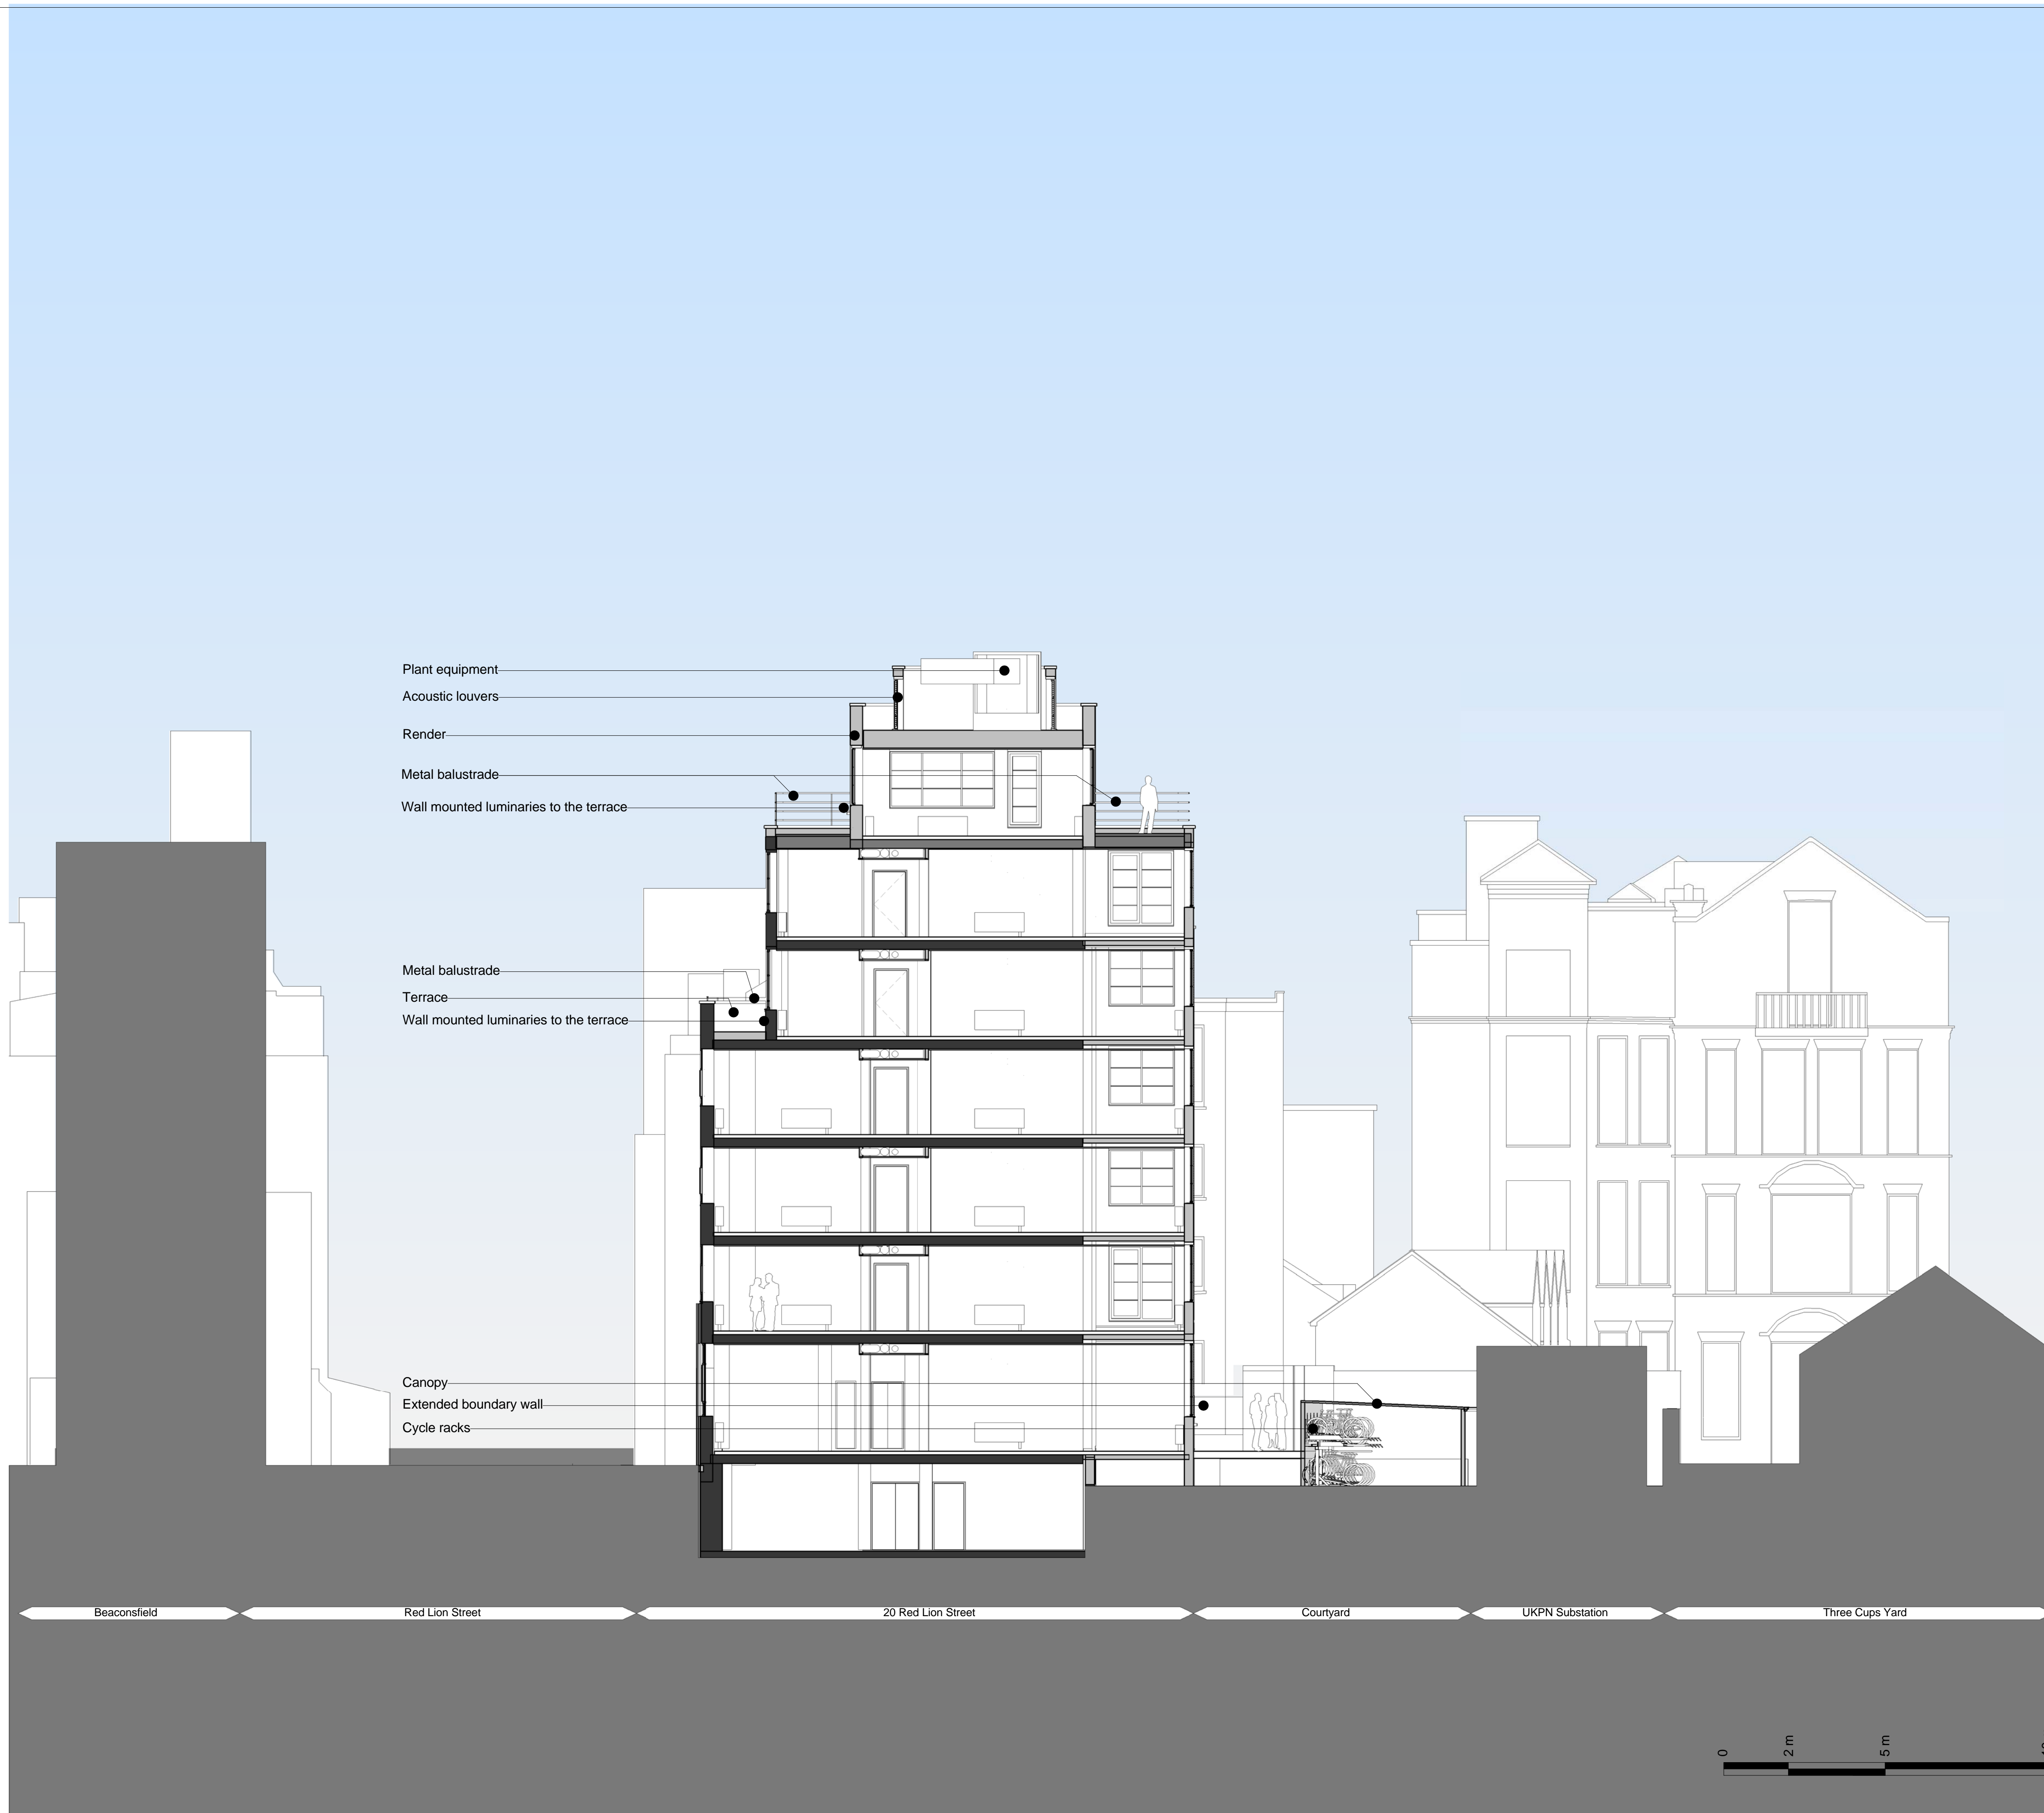 Plant equipment
Acoustic louvers
Render
Metal balustrade
Wall mounted luminaries to the terrace
Metal balustrade
Terrace
Wall mounted luminaries to the terrace
Canopy
Extended boundary wall
Cycle racks
Beaconsfield
Red Lion Street
20 Red Lion Street
Courtyard
UKPN Substation
Three Cups Yard
0
2 m
5 m